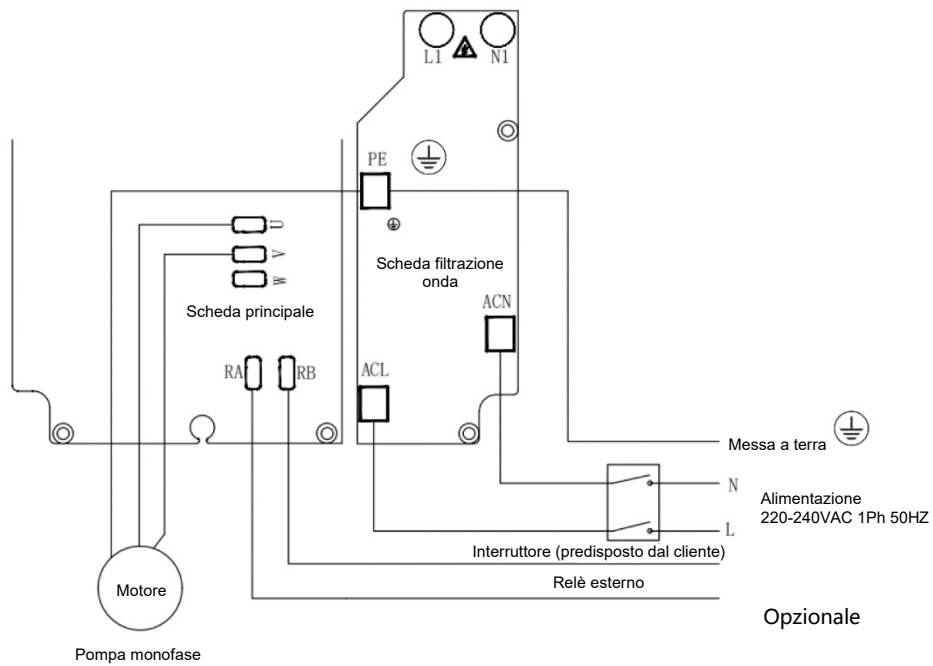 L1
N1
PE
U
V
W
Scheda filtrazione
onda
Scheda principale
ACN
RA
RB
ACL
Messa a terra
N
Alimentazione
220-240VAC 1Ph 50HZ
L
Interruttore (predisposto dal cliente)
Relè esterno
Motore
Opzionale
Pompa monofase